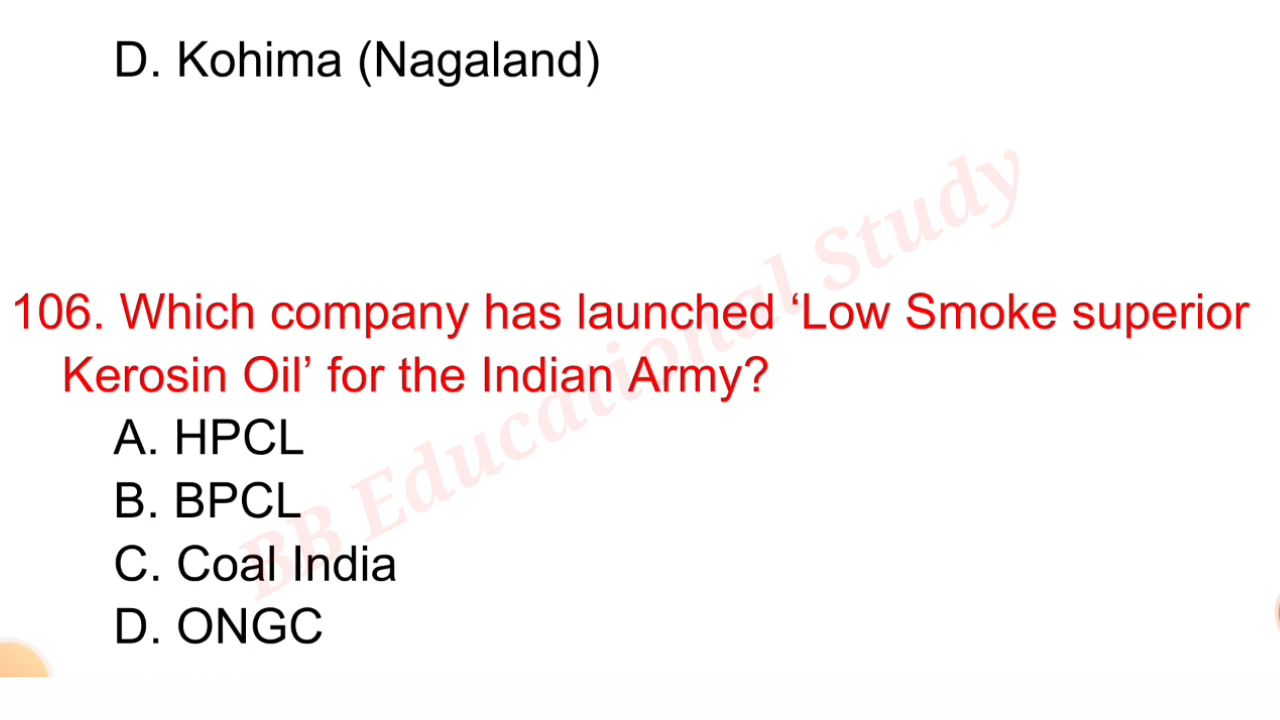 D. Kohima (Nagaland)
106. Which company has launched ‘Low Smoke superior
Kerosin Oil’ for the Indian Army?
A. HPCL
B. BPCL
C. Coal India
D. ONGC
BB Educational Study